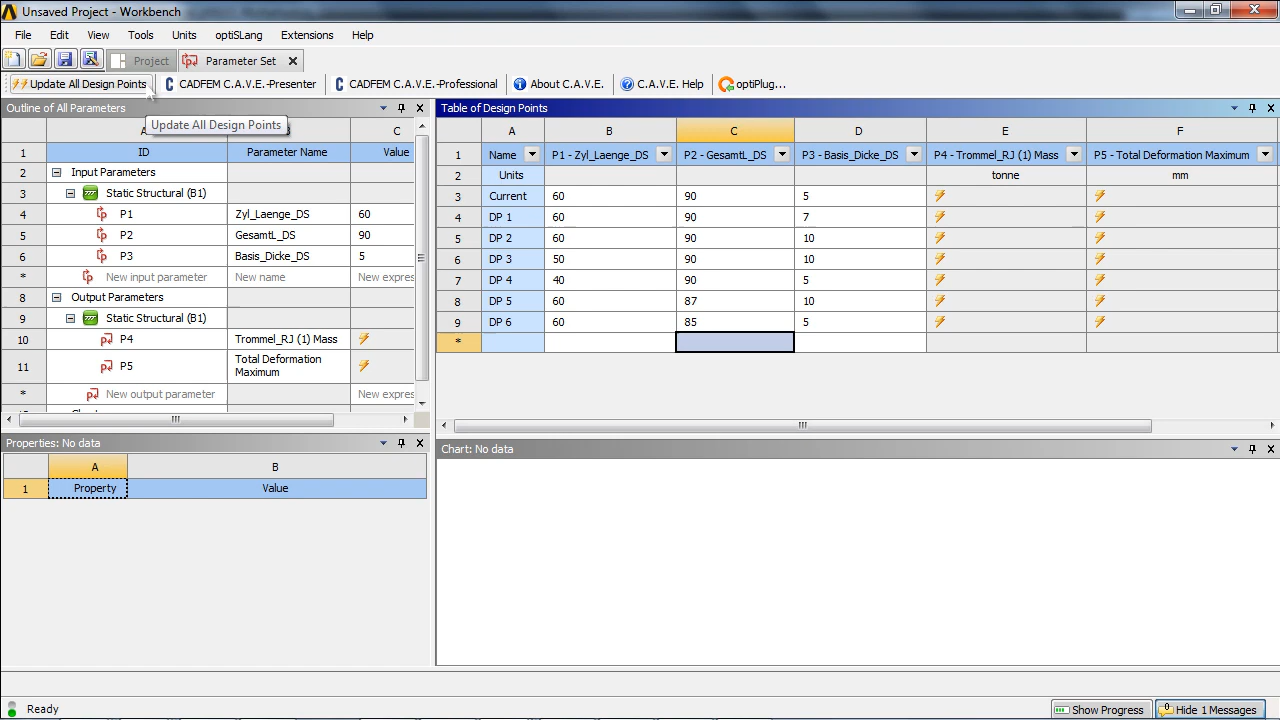 Unsaved Project - Workbench
File Edit View Tools Units optiSLang Extensions Help
Project Parameter Set
Update All Design Points CADFEM C.A.V.E.-Presenter CADFEM C.A.V.E.-Professional About C.A.V.E. C.A.V.E. Help optiPlug...
Outline of All Parameters
Update All Design Points
A C
1 ID Parameter Name Value
2 Input Parameters
3 Static Structural (B1)
4 P1 Zyl_Laenge_DS 60
5 P2 GesamtL_DS 90
6 P3 Basis_Dicke_DS 5
* New input parameter New name New expres
8 Output Parameters
9 Static Structural (B1)
10 P4 Trommel_RJ (1) Mass
11 P5 Total Deformation
Maximum
* New output parameter New expres
Properties: No data
A B
1 Property Value
Table of Design Points
A B C D E F
1 Name P1 - Zyl_Laenge_DS P2 - GesamtL_DS P3 - Basis_Dicke_DS P4 - Trommel_RJ (1) Mass P5 - Total Deformation Maximum
2 Units tonne mm
3 Current 60 90 5
4 DP 1 60 90 7
5 DP 2 60 90 10
6 DP 3 50 90 10
7 DP 4 40 90 5
8 DP 5 60 87 10
9 DP 6 60 85 5
*
Chart: No data
Ready Show Progress Hide 1 Messages